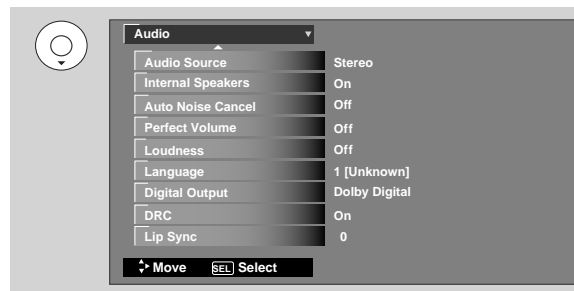 Audio
Audio Source Stereo
Internal Speakers On
Auto Noise Cancel Off
Perfect Volume Off
Loudness Off
Language 1 [Unknown]
Digital Output Dolby Digital
DRC On
Lip Sync 0
Move SEL Select